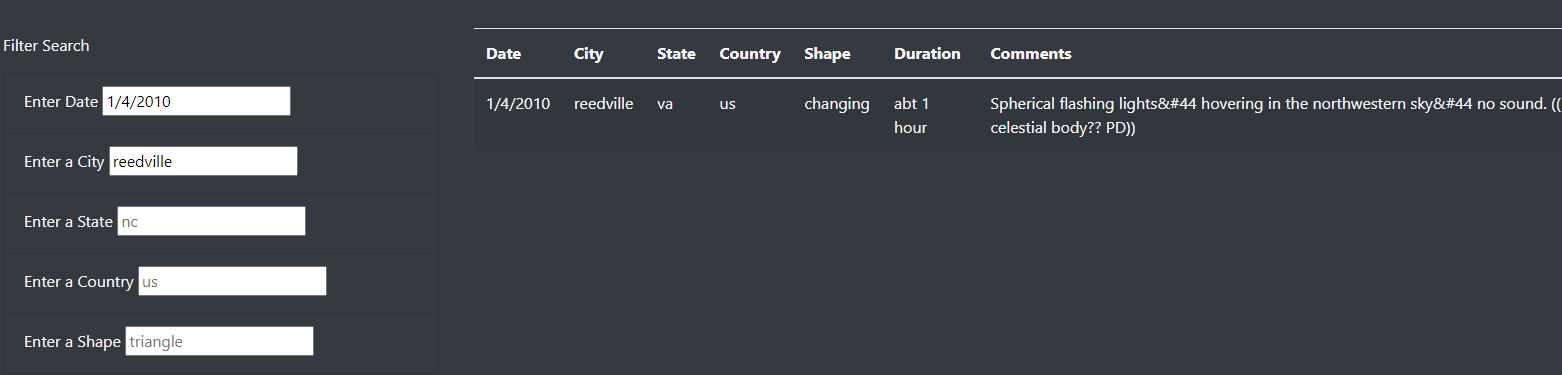 Filter Search
Enter Date 1/4/2010
Enter a City reedville
Enter a State nc
Enter a Country us
Enter a Shape triangle
Date City State Country Shape Duration Comments
1/4/2010 reedville va us changing abt 1 Spherical flashing lights&#44 hovering in the northwestern sky&#44 no sound. ((
hour celestial body?? PD))